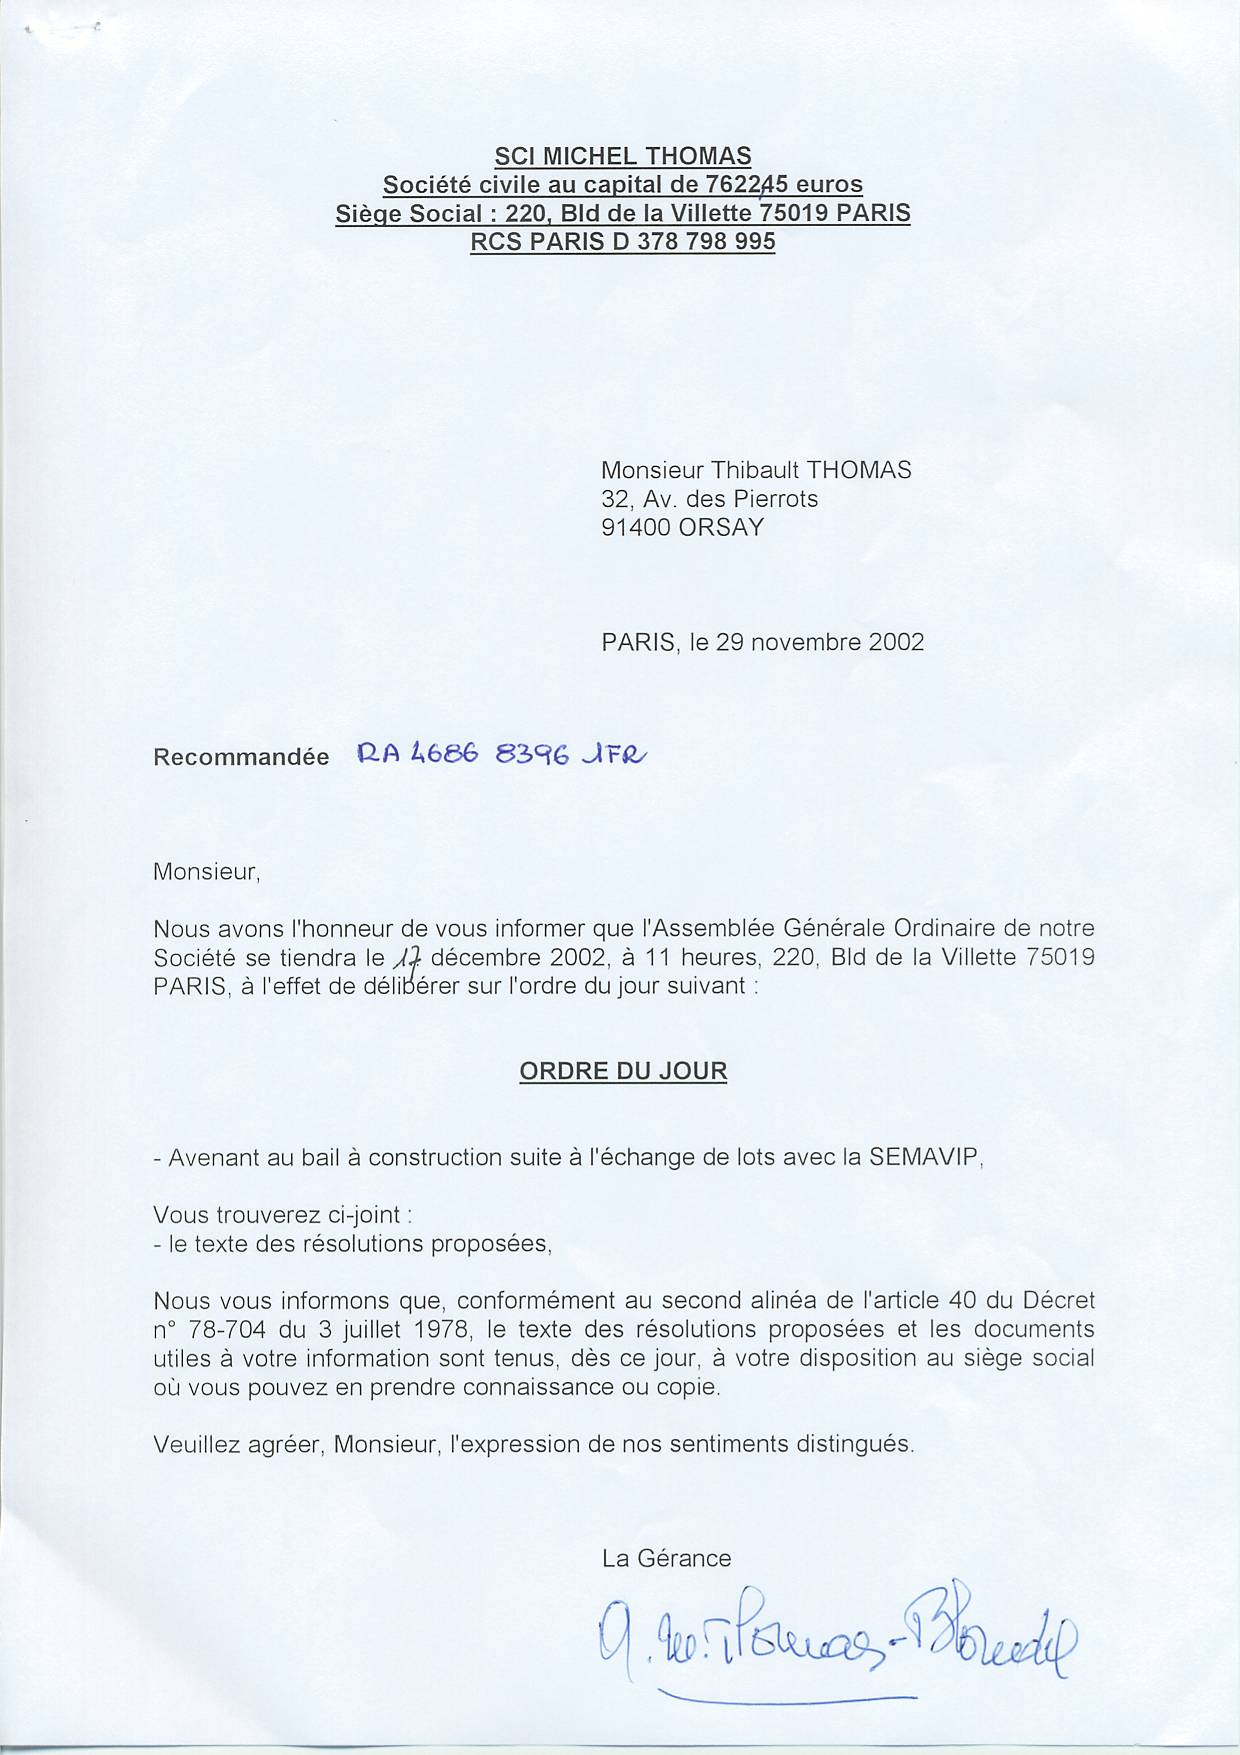 SCI MICHEL THOMAS
Société civile au capital de 762245 euros
Siège Social : 220, Bld de la Villette 75019 PARIS
RCS PARIS D 378 798 995
Monsieur Thibault THOMAS
32, Av. des Pierrots
91400 ORSAY
PARIS, le 29 novembre 2002
Recommandée RA 4686 8396 1FR
Monsieur,
Nous avons l'honneur de vous informer que l'Assemblée Générale Ordinaire de notre
Société se tiendra le 17 décembre 2002, à 11 heures, 220, Bld de la Villette 75019
PARIS, à l'effet de délibérer sur l'ordre du jour suivant :
ORDRE DU JOUR
- Avenant au bail à construction suite à l'échange de lots avec la SEMAVIP,
Vous trouverez ci-joint :
- le texte des résolutions proposées,
Nous vous informons que, conformément au second alinéa de l'article 40 du Décret
n° 78-704 du 3 juillet 1978, le texte des résolutions proposées et les documents
utiles à votre information sont tenus, dès ce jour, à votre disposition au siège social
où vous pouvez en prendre connaissance ou copie.
Veuillez agréer, Monsieur, l'expression de nos sentiments distingués.
La Gérance
Thomas-Blondel